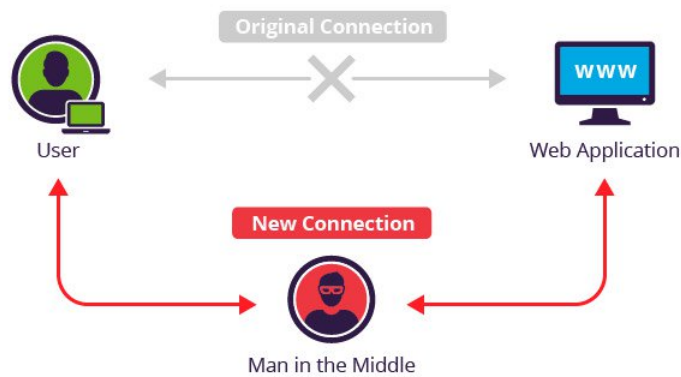 Original Connection
WWW
User
Web Application
New Connection
Man in the Middle